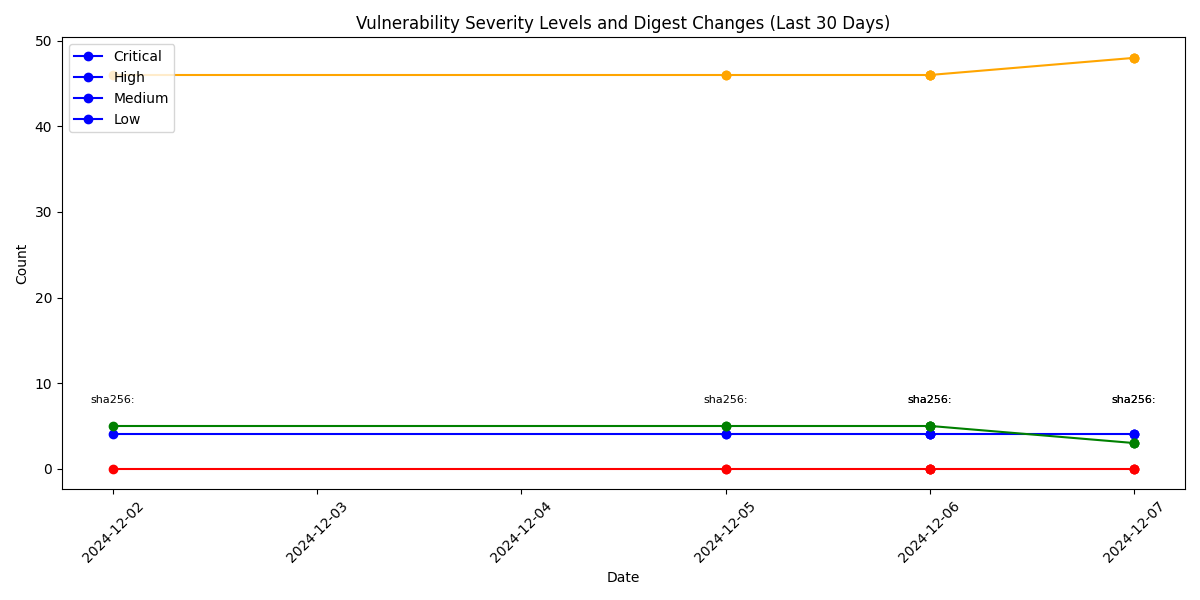 Vulnerability Severity Levels and Digest Changes (Last 30 Days)
Critical
High
Medium
Low
50
40
30
20
10
0
Count
sha256:
sha256:
sha256:
sha256:
2024-12-02
2024-12-03
2024-12-04
2024-12-05
2024-12-06
2024-12-07
Date